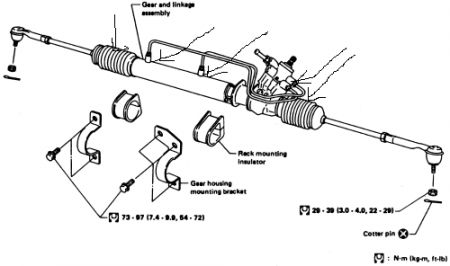 Gear and linkage
assembly
Rack mounting
insulator
Gear housing
mounting bracket
73 - 97 (7.4 - 9.9, 54 - 72)
29 - 39 (3.0 - 4.0, 22 - 29)
Cotter pin
: N-m (kg-m, ft-lb)